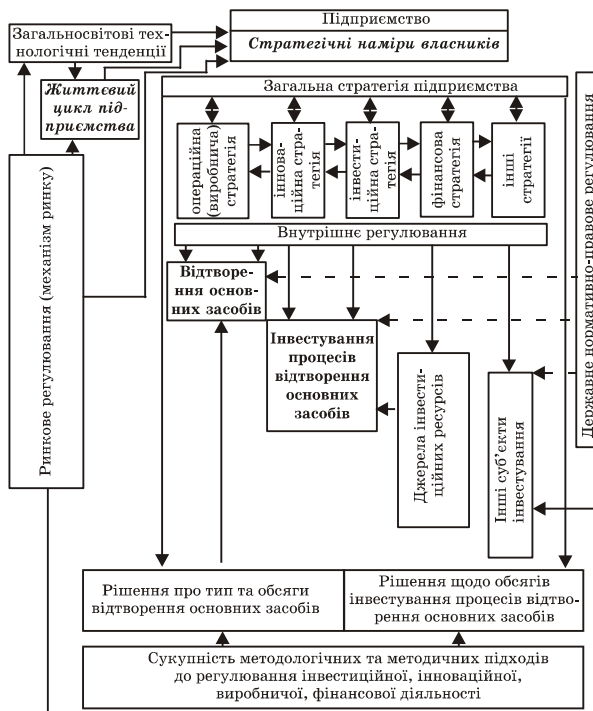 Загальносвітові тех-
нологічні тенденції
Підприємство
Стратегічні наміри власників
Життєвий
цикл під-
приємства
Ринкове регулювання (механізм ринку)
Загальна стратегія підприємства
операційна
(виробнича)
стратегія
іннова-
ційна стра-
тегія
інвести-
ційна стра-
тегія
фінансова
стратегія
інші
стратегії
Внутрішнє регулювання
Відтворе-
ння основ-
них засобів
Інвестування
процесів
відтворення
основних
засобів
Джерела інвести-
ційних ресурсів
Інші суб’єкти
інвестування
Державне нормативно-правове регулювання
Рішення про тип та обсяги
відтворення основних засобів
Рішення щодо обсягів
інвестування процесів відтво-
рення основних засобів
Сукупність методологічних та методичних підходів
до регулювання інвестиційної, інноваційної,
виробничої, фінансової діяльності